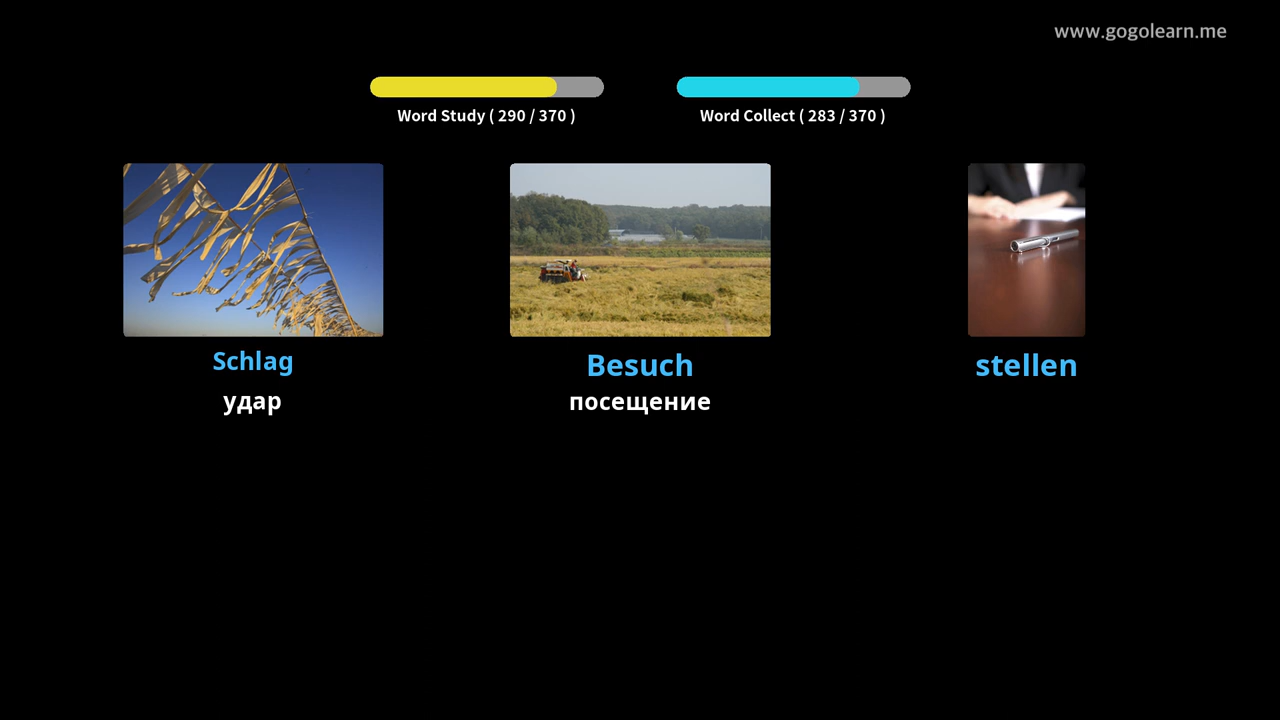 www.gogolearn.me
Word Study ( 290 / 370 )
Word Collect ( 283 / 370 )
Schlag
удар
Besuch
посещение
stellen